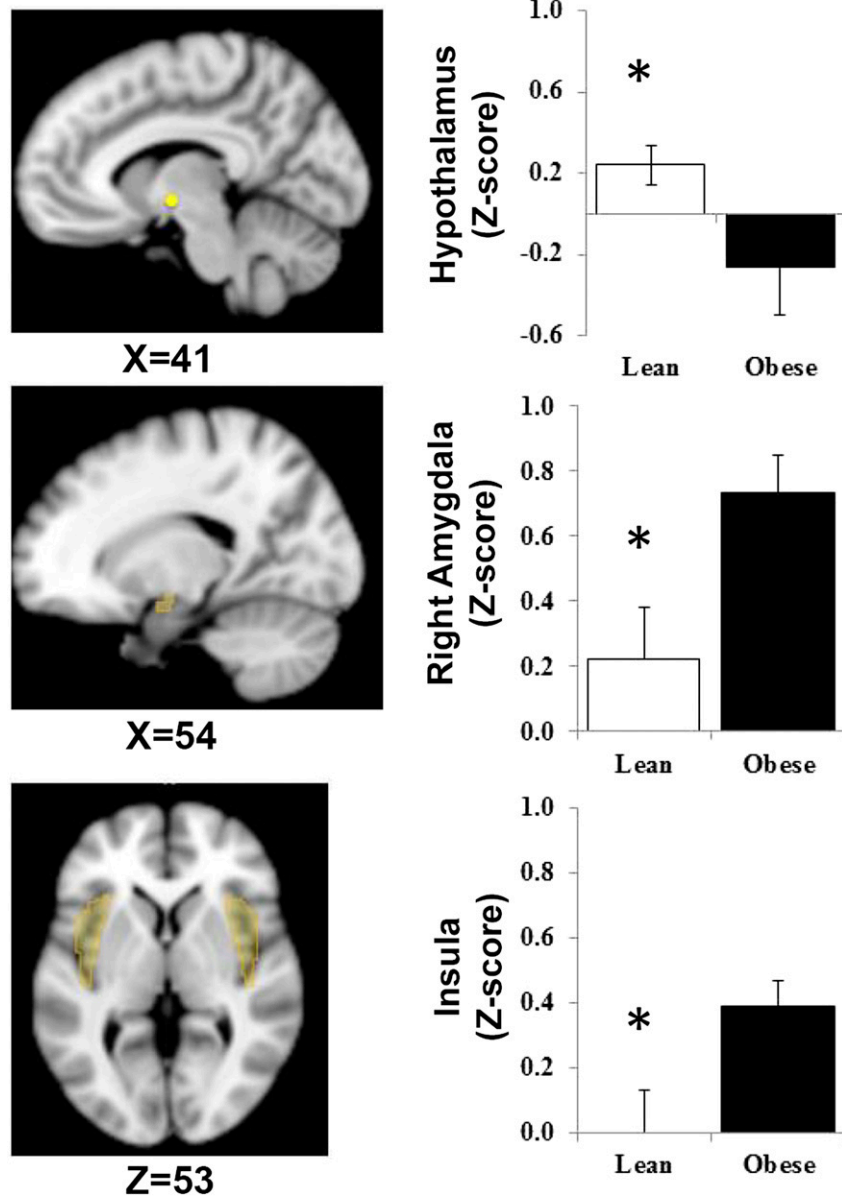 X=41
Hypothalamus
(Z-score)
1.0
0.6
0.2
-0.2
-0.6
*
Lean Obese
X=54
Right Amygdala
(Z-score)
1.0
0.8
0.6
0.4
0.2
0.0
*
Lean Obese
Z=53
Insula
(Z-score)
1.0
0.8
0.6
0.4
0.2
0.0
*
Lean Obese